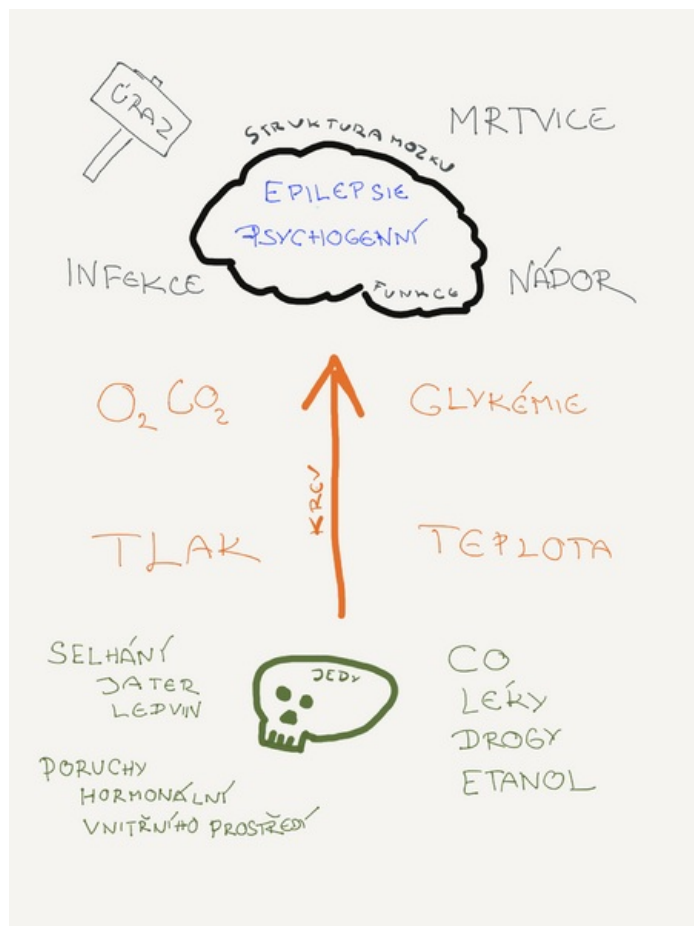 ÚRAZ
STRUKTURA MOZKU
MRTVICE
EPILEPSIE
PSYCHOGENNÍ
FUNKCE
INFEKCE
NÁDOR
O₂ CO₂
GLYKÉMIE
KREV
TLAK
TEPLOTA
SELHÁNÍ
JATER
LEDVIN
JEDY
CO
LÉKY
DROGY
ETANOL
PORUCHY
HORMONÁLNÍ
VNITŘNÍHO PROSTŘEDÍ